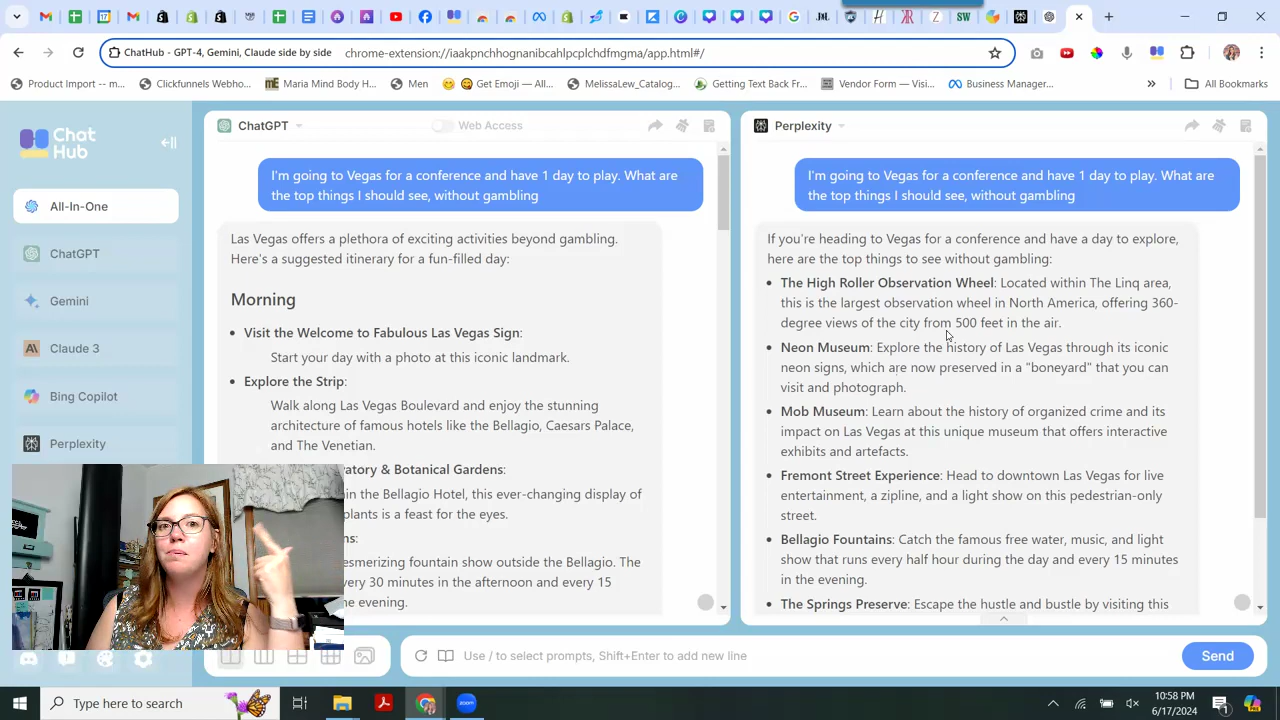 ChatHub - GPT-4, Gemini, Claude side by side
chrome-extension://iaakpnchhognanibcahlpcplchdfmgma/app.html#/
Product Import -- m...
Clickfunnels Webho...
Maria Mind Body H...
Men
Get Emoji — All...
MelissaLew_Catalog...
Getting Text Back Fr...
Vendor Form — Visi...
Business Manager...
All Bookmarks
Chat
Hub
All-In-One
ChatGPT
Gemini
Claude 3
Bing Copilot
Perplexity
ChatGPT
Web Access
I'm going to Vegas for a conference and have 1 day to play. What are
the top things I should see, without gambling
Las Vegas offers a plethora of exciting activities beyond gambling.
Here's a suggested itinerary for a fun-filled day:
Morning
• Visit the Welcome to Fabulous Las Vegas Sign:
Start your day with a photo at this iconic landmark.
• Explore the Strip:
Walk along Las Vegas Boulevard and enjoy the stunning
architecture of famous hotels like the Bellagio, Caesars Palace,
and The Venetian.
ratory & Botanical Gardens:
in the Bellagio Hotel, this ever-changing display of
plants is a feast for the eyes.
ns:
esmerizing fountain show outside the Bellagio. The
very 30 minutes in the afternoon and every 15
he evening.
Perplexity
I'm going to Vegas for a conference and have 1 day to play. What are
the top things I should see, without gambling
If you're heading to Vegas for a conference and have a day to explore,
here are the top things to see without gambling:
• The High Roller Observation Wheel: Located within The Linq area,
this is the largest observation wheel in North America, offering 360-
degree views of the city from 500 feet in the air.
• Neon Museum: Explore the history of Las Vegas through its iconic
neon signs, which are now preserved in a "boneyard" that you can
visit and photograph.
• Mob Museum: Learn about the history of organized crime and its
impact on Las Vegas at this unique museum that offers interactive
exhibits and artefacts.
• Fremont Street Experience: Head to downtown Las Vegas for live
entertainment, a zipline, and a light show on this pedestrian-only
street.
• Bellagio Fountains: Catch the famous free water, music, and light
show that runs every half hour during the day and every 15 minutes
in the evening.
• The Springs Preserve: Escape the hustle and bustle by visiting this
Use / to select prompts, Shift+Enter to add new line
Send
Type here to search
10:58 PM
6/17/2024